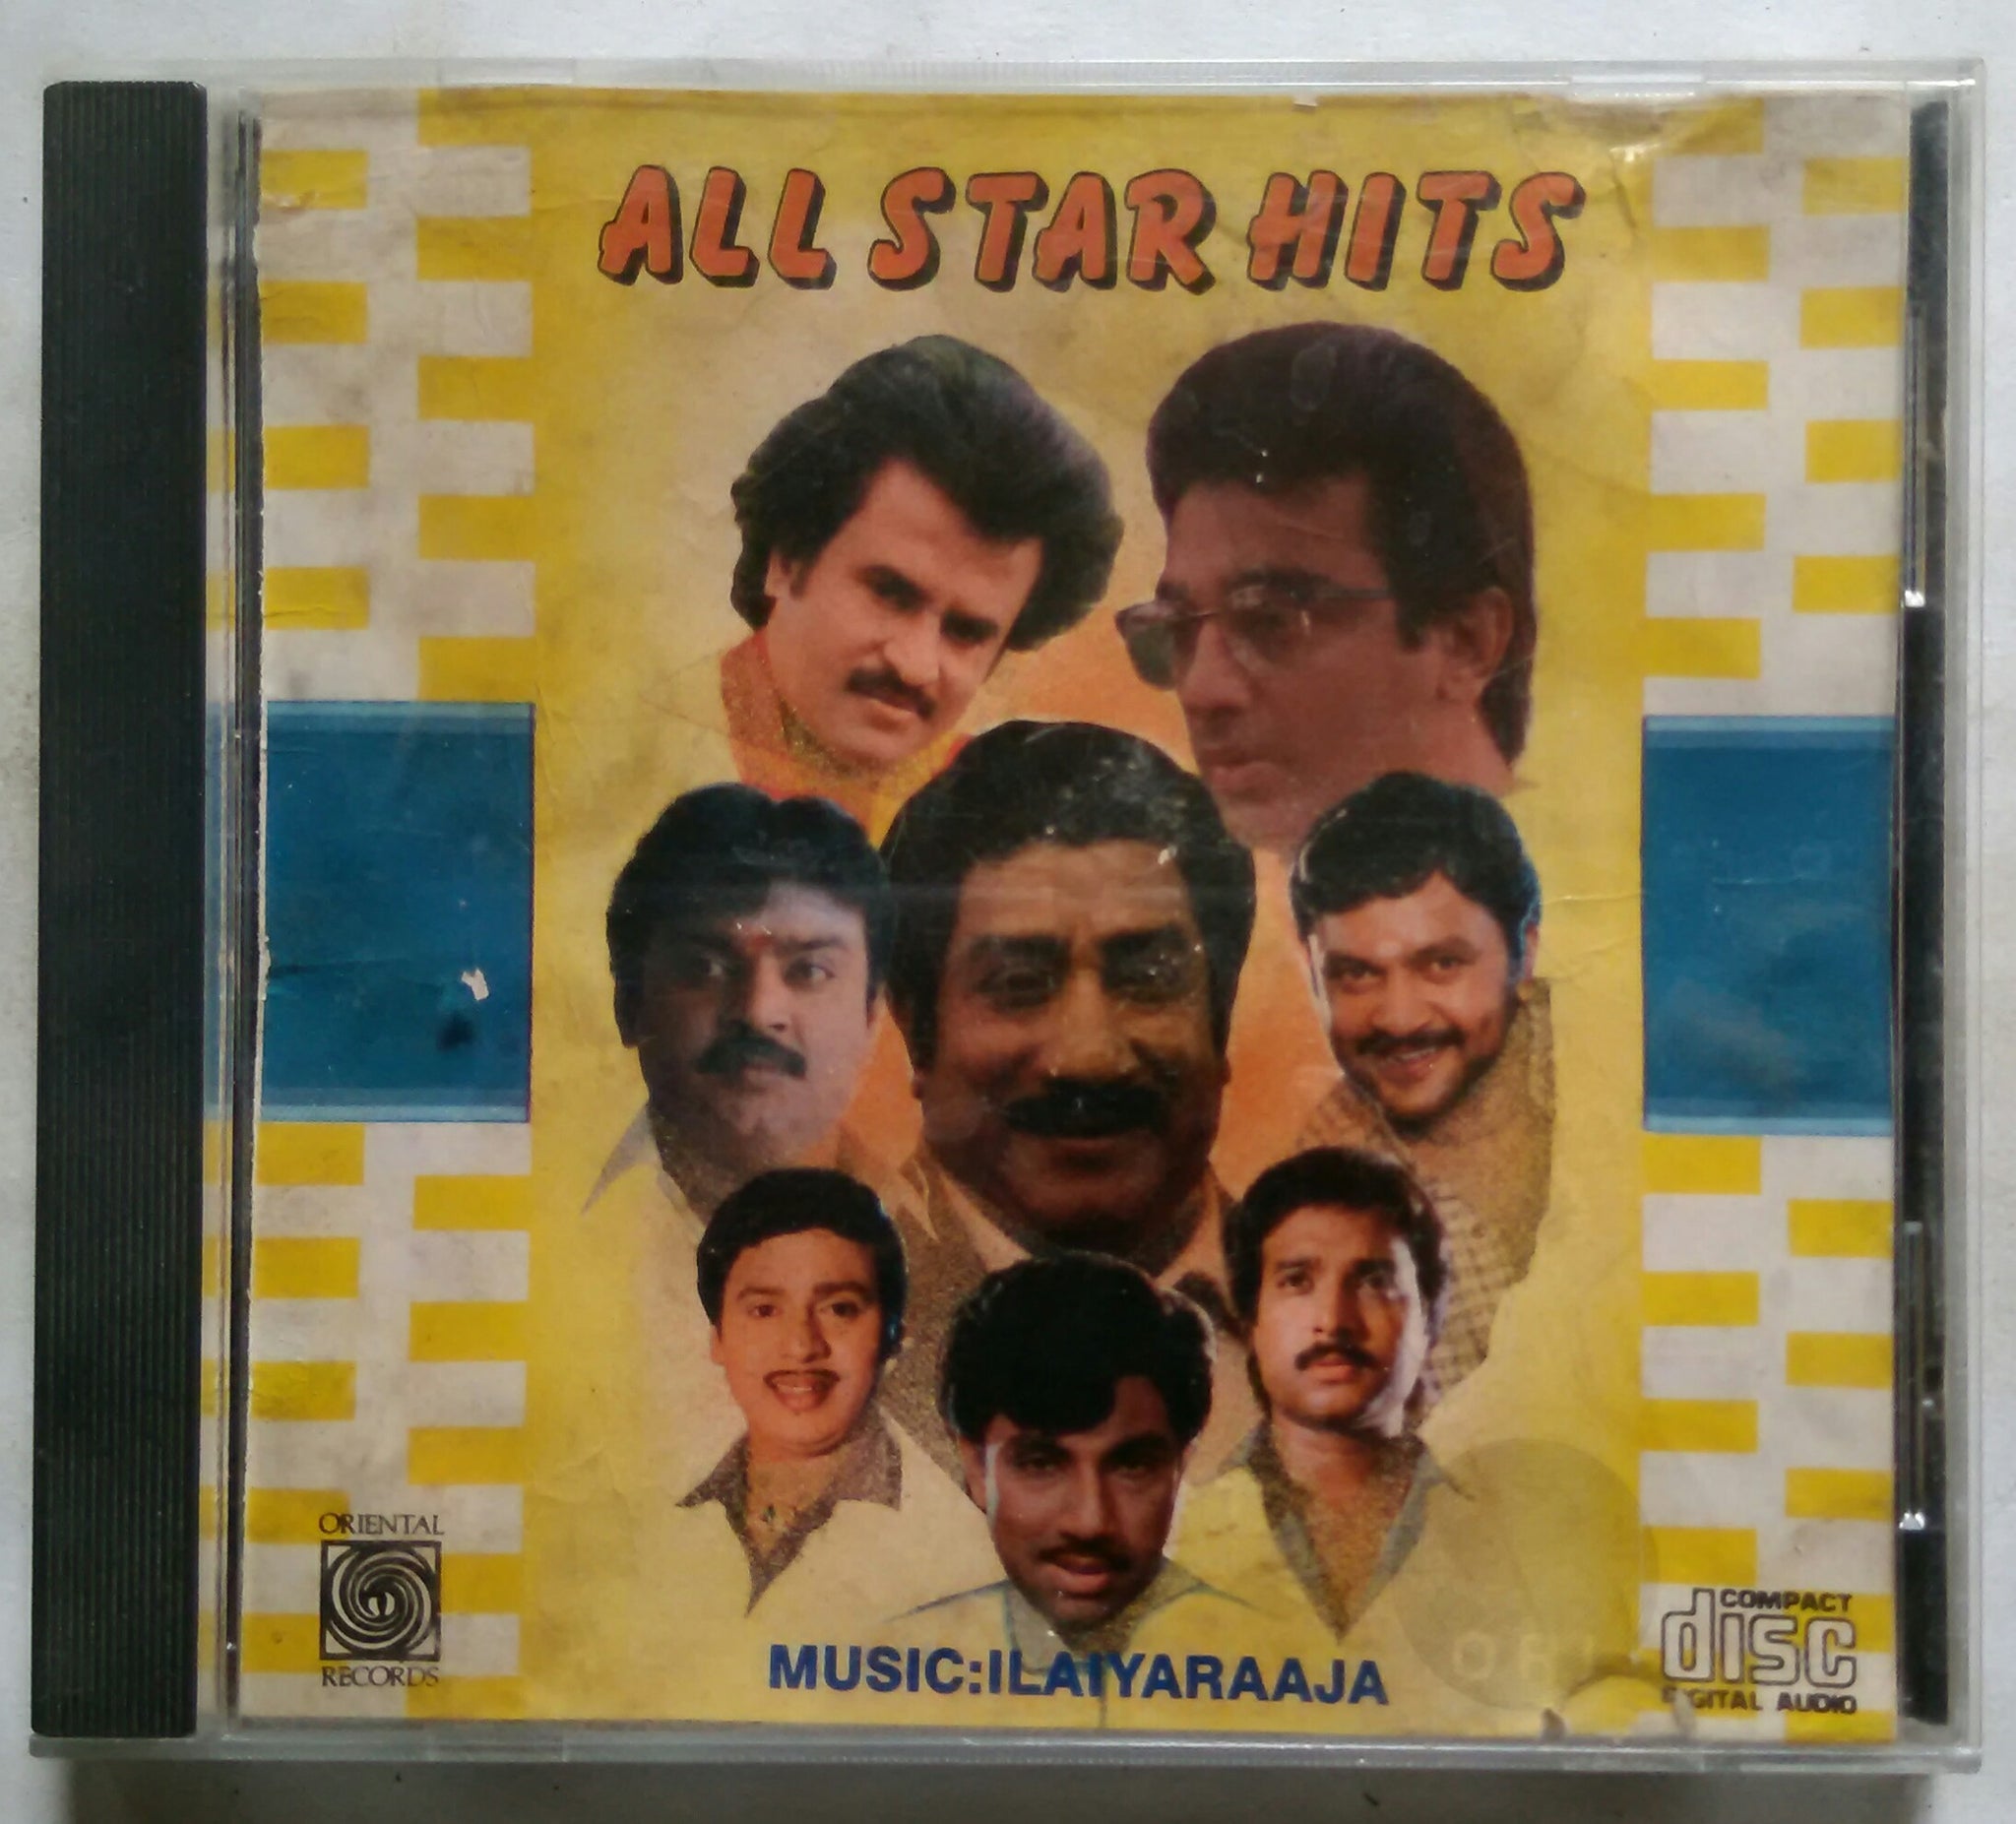 ALL STAR HITS
ORIENTAL
RECORDS
MUSIC:ILAIYARAAJA
COMPACT
disc
DIGITAL AUDIO